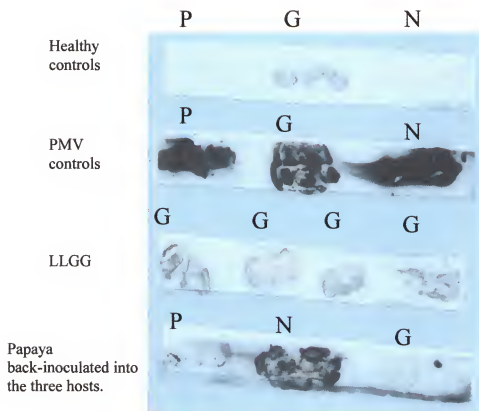 P G N
Healthy
controls
P G N
PMV
controls
G G G G
LLGG
P N G
Papaya
back-inoculated into
the three hosts.